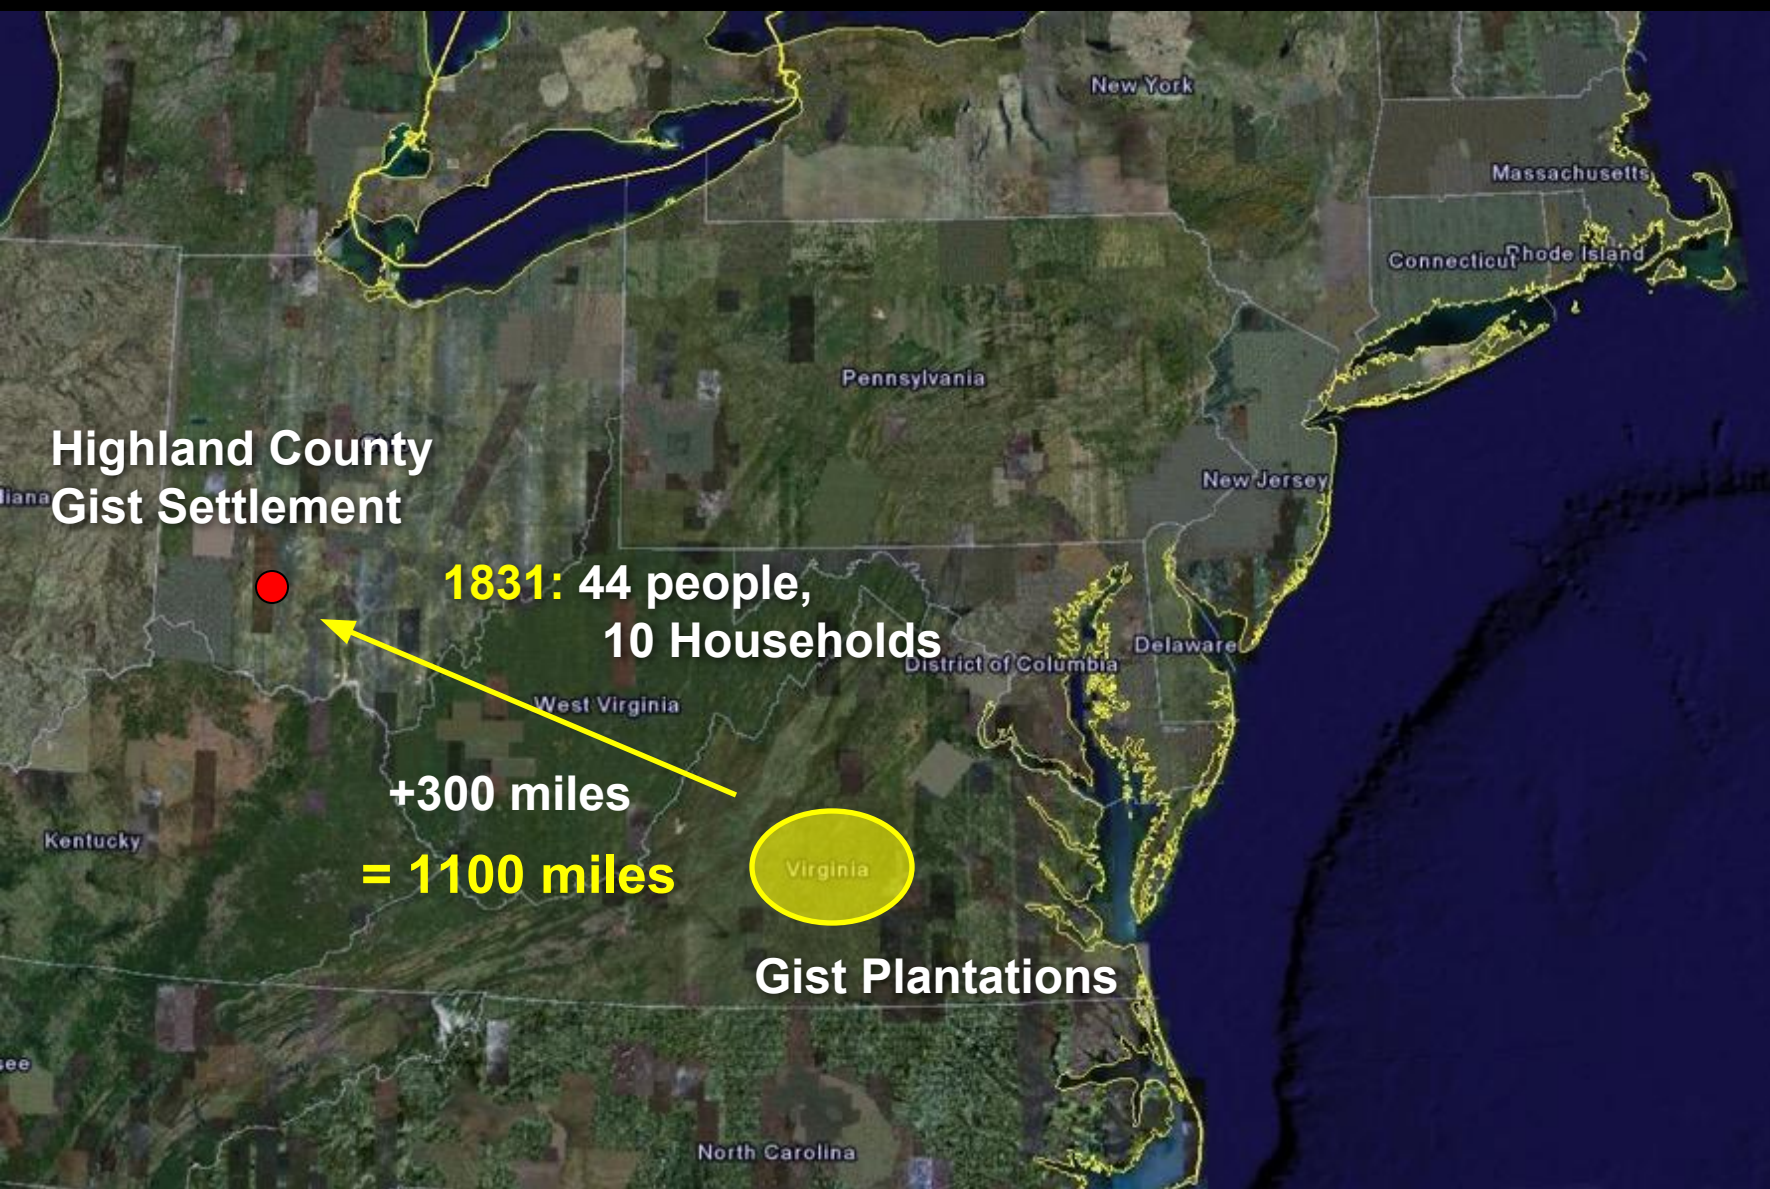 New York
Massachusetts
Connecticut
Rhode Island
Pennsylvania
Highland County
Gist Settlement
New Jersey
1831: 44 people,
10 Households
Delaware
District of Columbia
West Virginia
+300 miles
Kentucky
= 1100 miles
Virginia
Gist Plantations
North Carolina